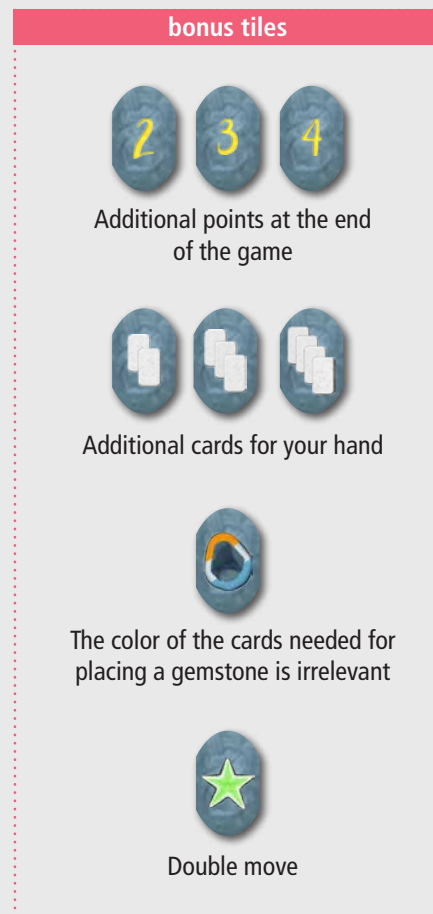 bonus tiles
2 3 4
Additional points at the end
of the game
Additional cards for your hand
The color of the cards needed for
placing a gemstone is irrelevant
Double move